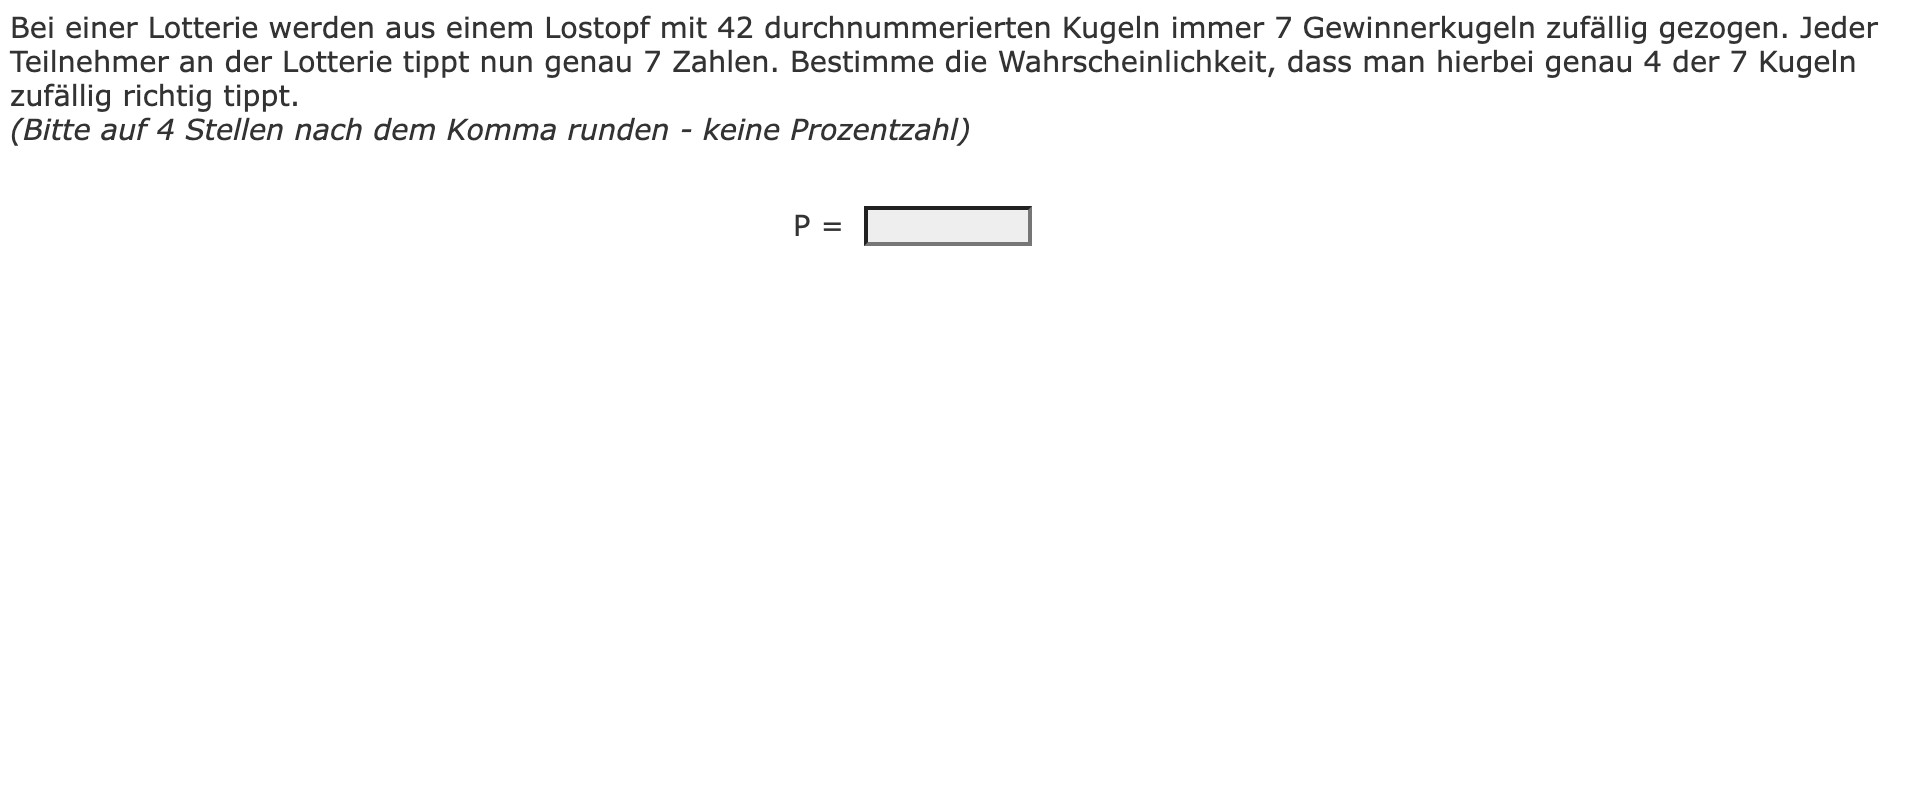 Bei einer Lotterie werden aus einem Lostopf mit 42 durchnummerierten Kugeln immer 7 Gewinnerkugeln zufällig gezogen. Jeder
Teilnehmer an der Lotterie tippt nun genau 7 Zahlen. Bestimme die Wahrscheinlichkeit, dass man hierbei genau 4 der 7 Kugeln
zufällig richtig tippt.
(Bitte auf 4 Stellen nach dem Komma runden - keine Prozentzahl)
P =